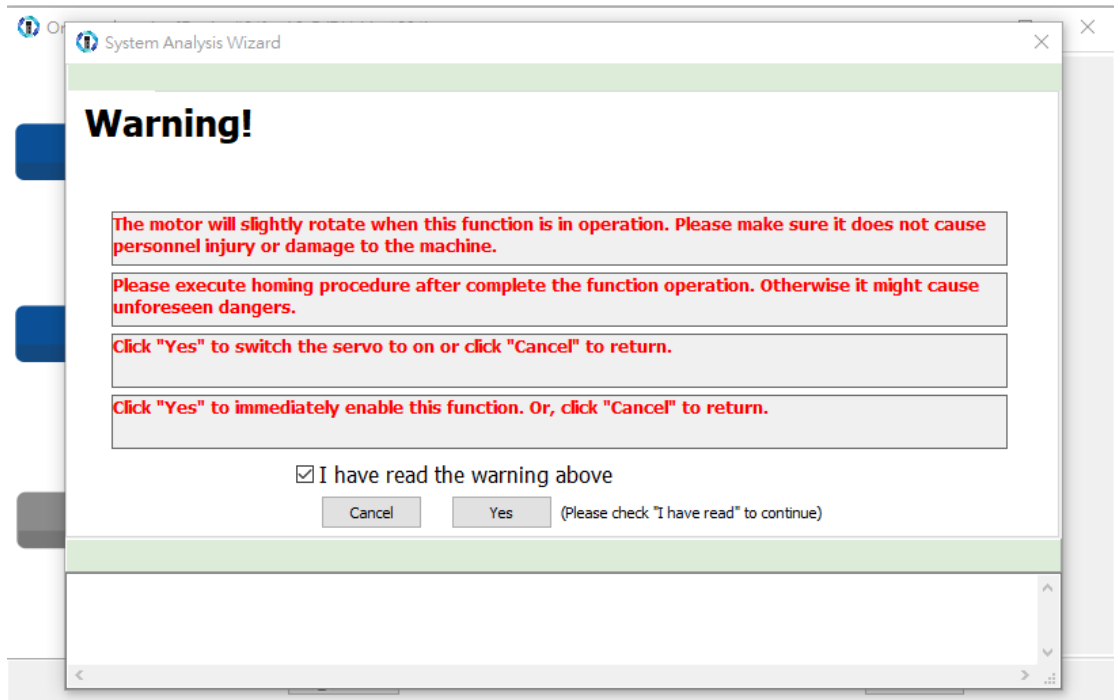 System Analysis Wizard
Warning!
The motor will slightly rotate when this function is in operation. Please make sure it does not cause
personnel injury or damage to the machine.
Please execute homing procedure after complete the function operation. Otherwise it might cause
unforeseen dangers.
Click "Yes" to switch the servo to on or click "Cancel" to return.
Click "Yes" to immediately enable this function. Or, click "Cancel" to return.
I have read the warning above
Cancel Yes (Please check "I have read" to continue)